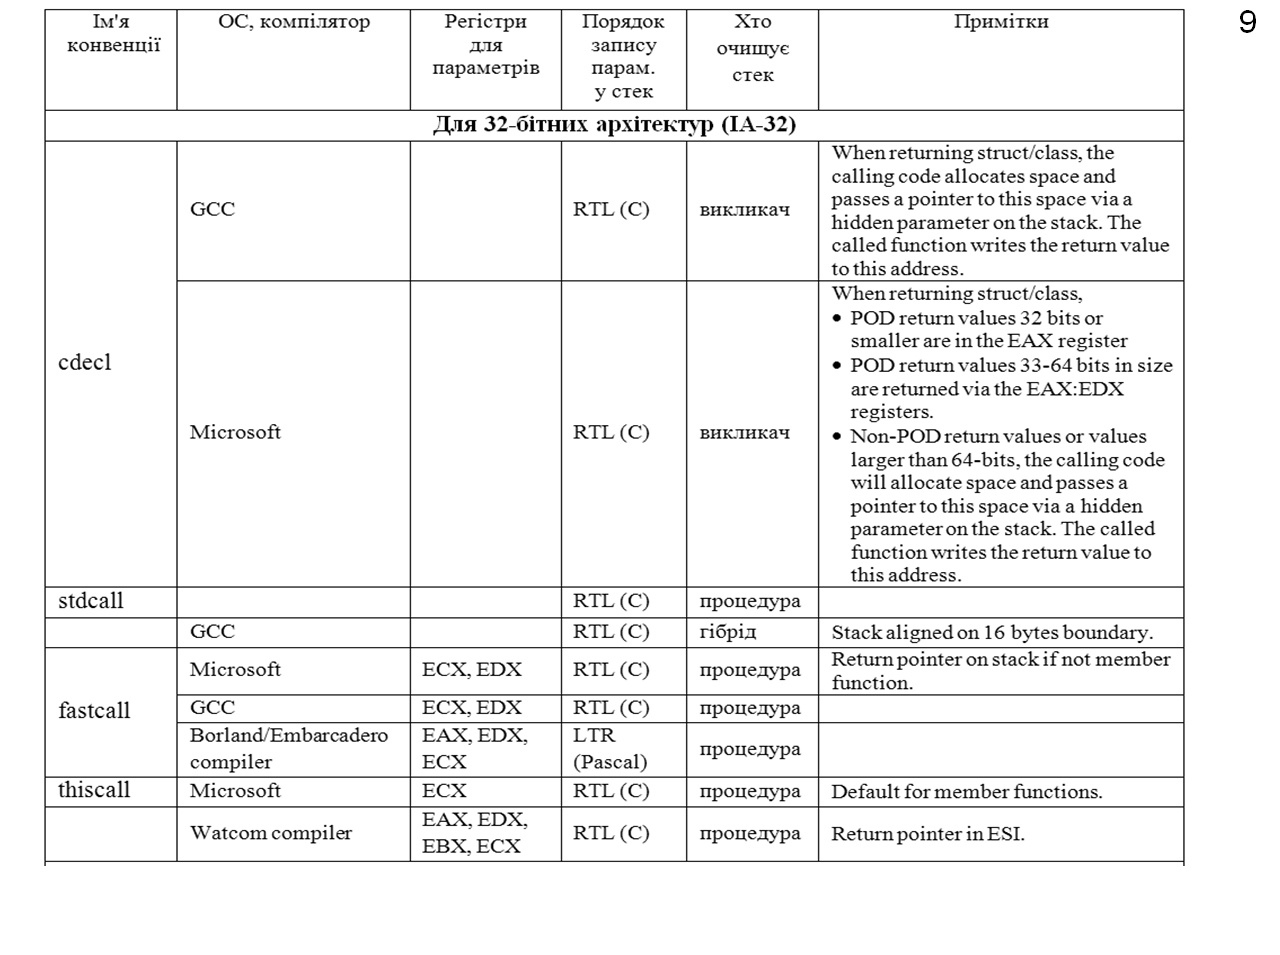 9
Ім'я
конвенції
ОС, компілятор
Регістри
для
параметрів
Порядок
запису
парам.
у стек
Хто
очищує
стек
Примітки
Для 32-бітних архітектур (IA-32)
cdecl
GCC
RTL (C)
викликач
When returning struct/class, the
calling code allocates space and
passes a pointer to this space via a
hidden parameter on the stack. The
called function writes the return value
to this address.
Microsoft
RTL (C)
викликач
When returning struct/class,
• POD return values 32 bits or
smaller are in the EAX register
• POD return values 33-64 bits in size
are returned via the EAX:EDX
registers.
• Non-POD return values or values
larger than 64-bits, the calling code
will allocate space and passes a
pointer to this space via a hidden
parameter on the stack. The called
function writes the return value to
this address.
stdcall
RTL (C)
процедура
GCC
RTL (C)
гібрід
Stack aligned on 16 bytes boundary.
fastcall
Microsoft
ECX, EDX
RTL (C)
процедура
Return pointer on stack if not member
function.
GCC
ECX, EDX
RTL (C)
процедура
Borland/Embarcadero
compiler
EAX, EDX,
ECX
LTR
(Pascal)
процедура
thiscall
Microsoft
ECX
RTL (C)
процедура
Default for member functions.
Watcom compiler
EAX, EDX,
EBX, ECX
RTL (C)
процедура
Return pointer in ESI.